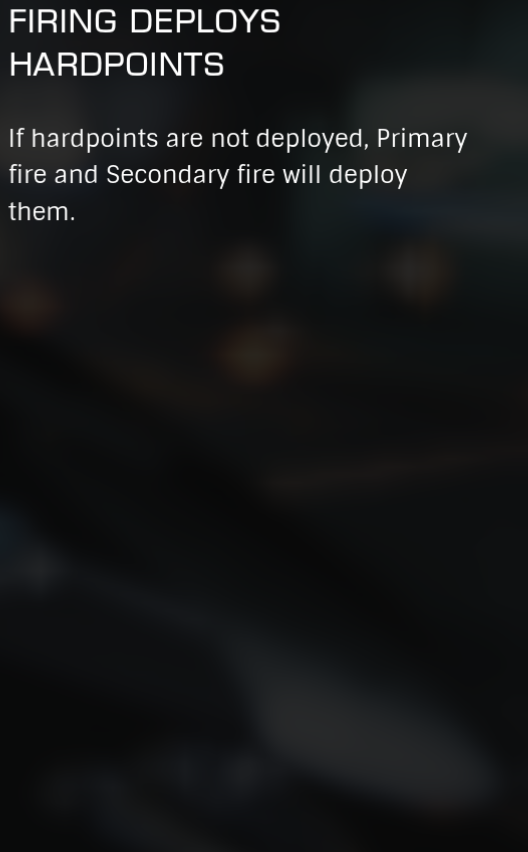 FIRING DEPLOYS
HARDPOINTS
If hardpoints are not deployed, Primary
fire and Secondary fire will deploy
them.